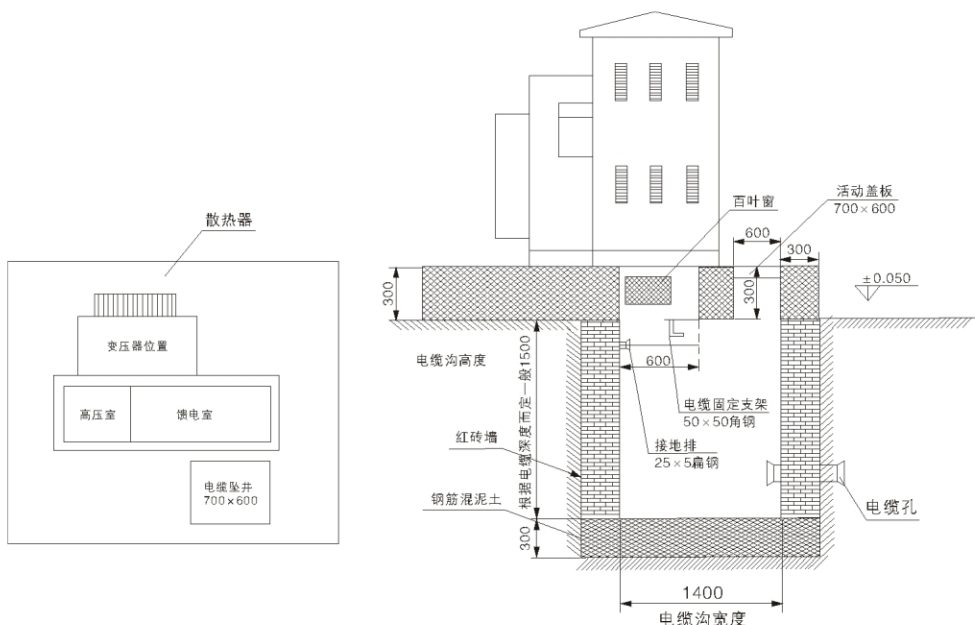 散热器
变压器位置
高压室
馈电室
电缆坠井
700×600
百叶窗
活动盖板
700×600
600
300
300
300
±0.050
电缆沟高度
600
根据电缆深度而定一般1500
电缆固定支架
50×50角钢
接地排
25×5扁钢
红砖墙
钢筋混泥土
电缆孔
300
1400
电缆沟宽度